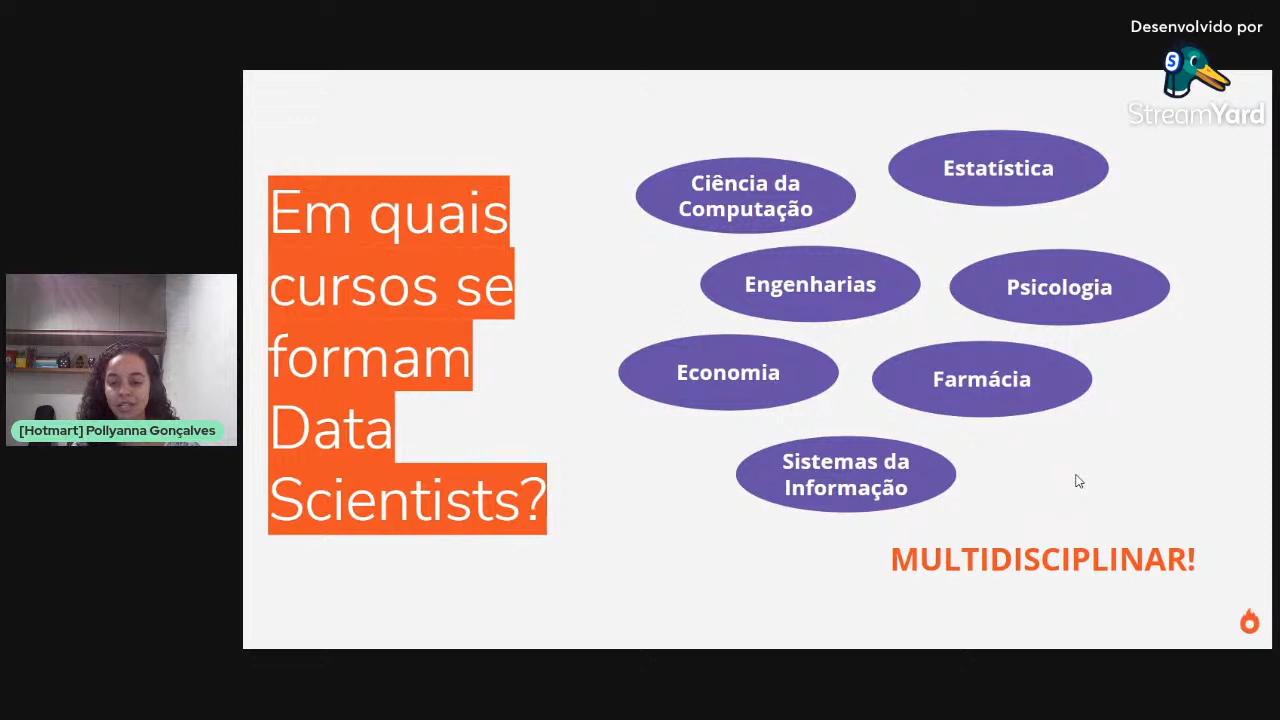 Desenvolvido por
StreamYard
Em quais
cursos se
formam
Data
Scientists?
Ciência da
Computação
Estatística
Engenharias
Psicologia
Economia
Farmácia
Sistemas da
Informação
MULTIDISCIPLINAR!
[Hotmart] Pollyanna Gonçalves